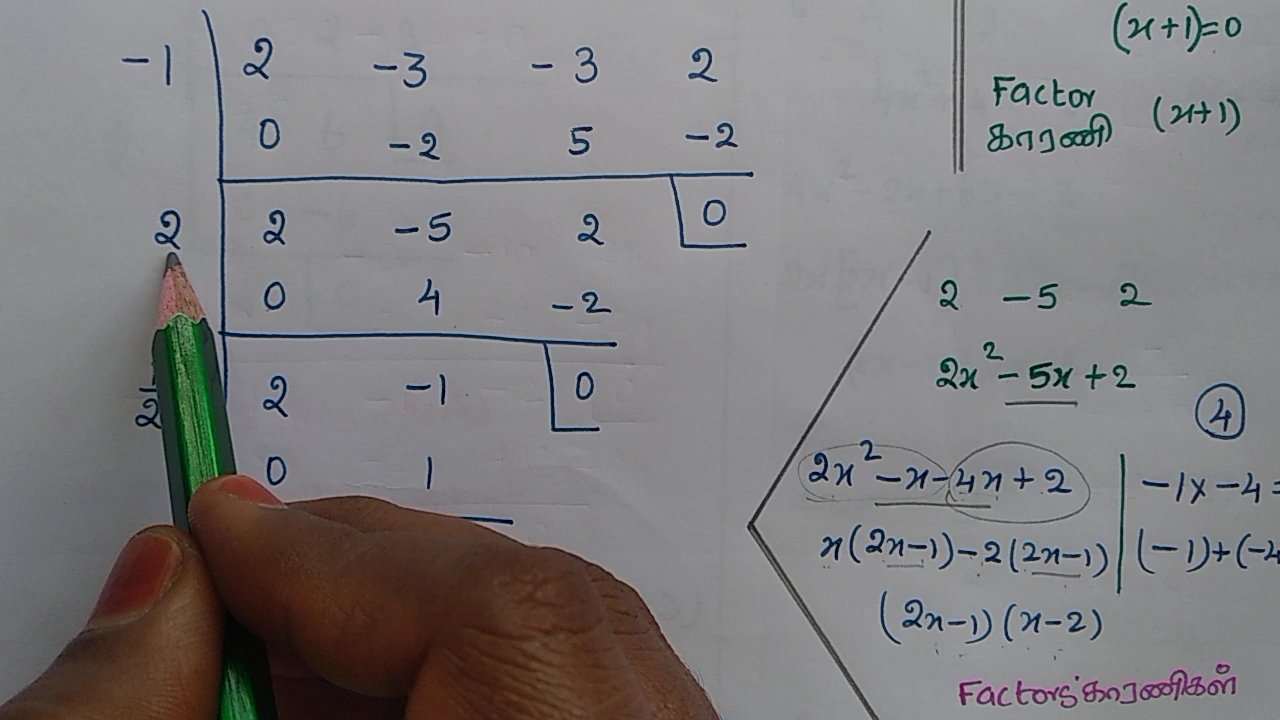 -1 2 -3 -3 2
0 -2 5 -2
2 2 -5 2 0
0 4 -2
1/2 2 -1 0
0 1
(x+1)=0
Factor
காரணி (x+1)
2 -5 2
2x² -5x +2
4
2x² -x -4x +2
x(2x-1) -2(2x-1)
(2x-1)(x-2)
-1x -4 =
(-1)+(-4
Factors காரணிகள்